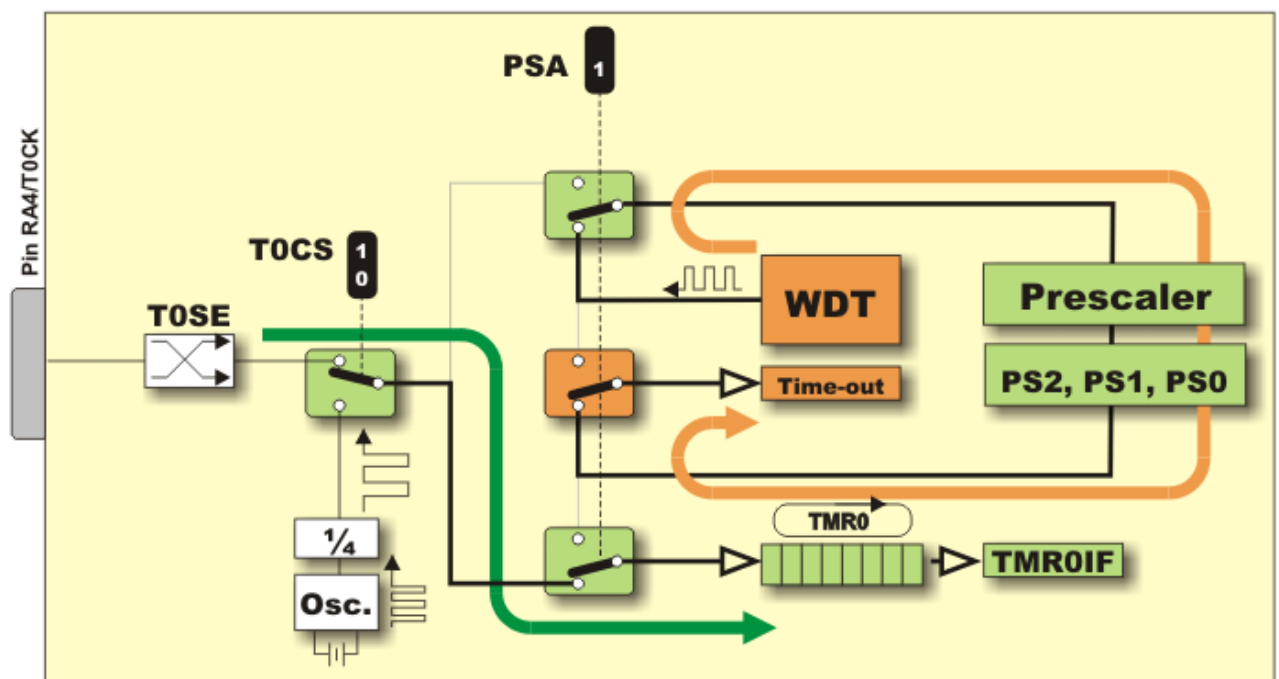 PSA
1
Pin RA4/T0CK
T0CS
1
0
T0SE
WDT
Prescaler
Time-out
PS2, PS1, PS0
TMR0
¼
TMR0IF
Osc.